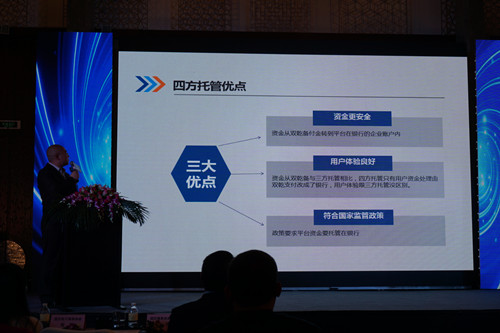 四方托管优点
三大
优点
资金更安全
资金从双乾备付金转到平台在银行的企业账户内
用户体验良好
资金从双乾备与三方托管相比，四方托管只有用户资金处理由
双乾支付改成了银行，用户体验跟三方托管没区别。
符合国家监管政策
政策要求平台资金要托管在银行